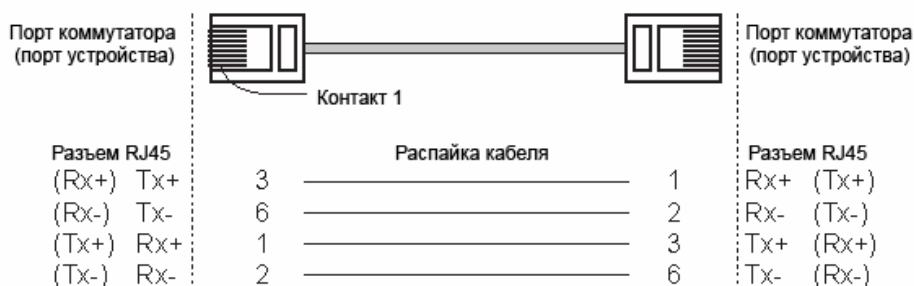 Порт коммутатора
(порт устройства)
Порт коммутатора
(порт устройства)
Контакт 1
Разъем RJ45
Распайка кабеля
Разъем RJ45
(Rx+) Tx+ 3 1 Rx+ (Tx+)
(Rx-) Tx- 6 2 Rx- (Tx-)
(Tx+) Rx+ 1 3 Tx+ (Rx+)
(Tx-) Rx- 2 6 Tx- (Rx-)